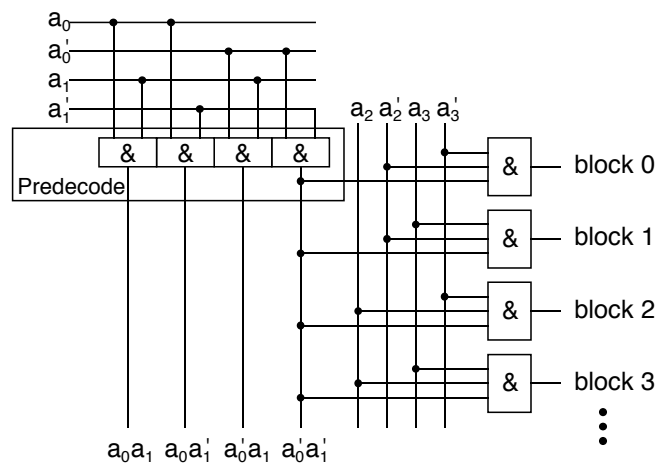 a₀
a₀'
a₁
a₁'
a₂ a₂' a₃ a₃'
& & & &
Predecode
& block 0
& block 1
& block 2
& block 3
a₀a₁ a₀a₁' a₀'a₁ a₀'a₁'